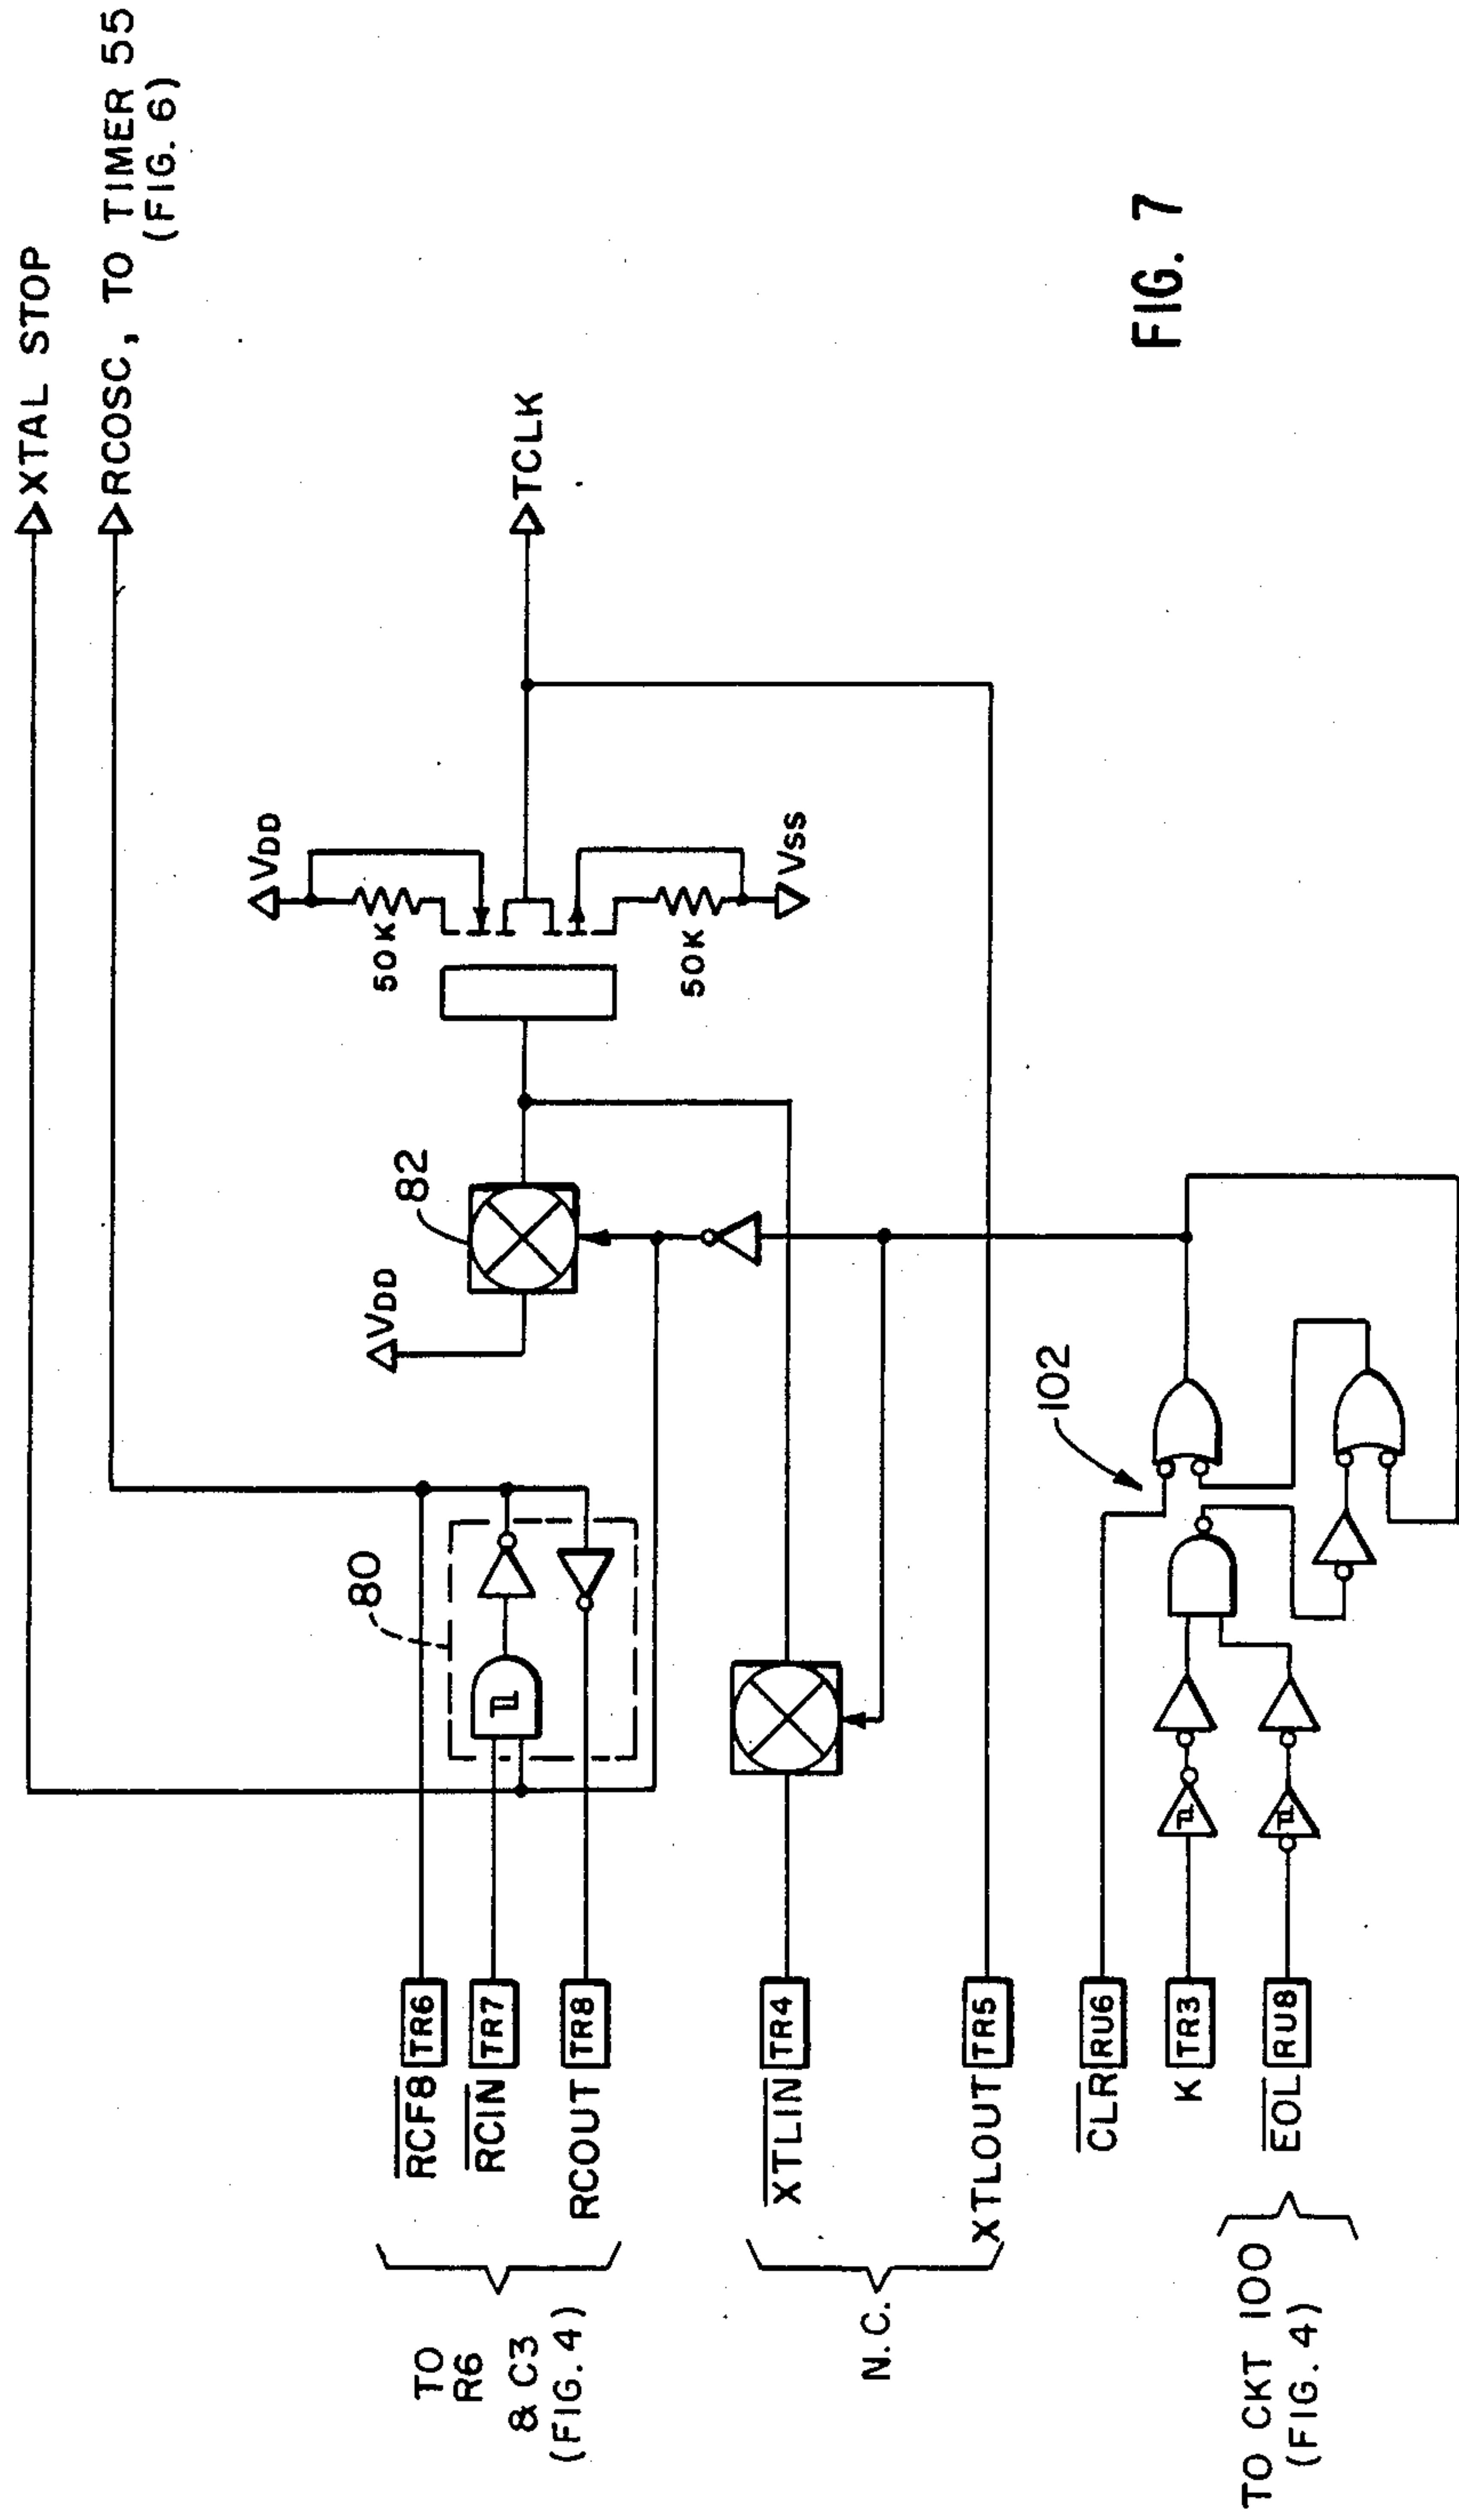 XTAL STOP
RCOSC, TO TIMER 55
(FIG. 6)
VDD
50K
TCLK
50K
VSS
82
VDD
80
102
RCF8 TR6
RCIN TR7
RCOUT TR8
XTLIN TR4
XTLOUT TR5
CLR RU6
K TR3
EOL RU8
TO
R6
& C3
(FIG. 4)
N.C.
TO CKT 100
(FIG. 4)
FIG. 7